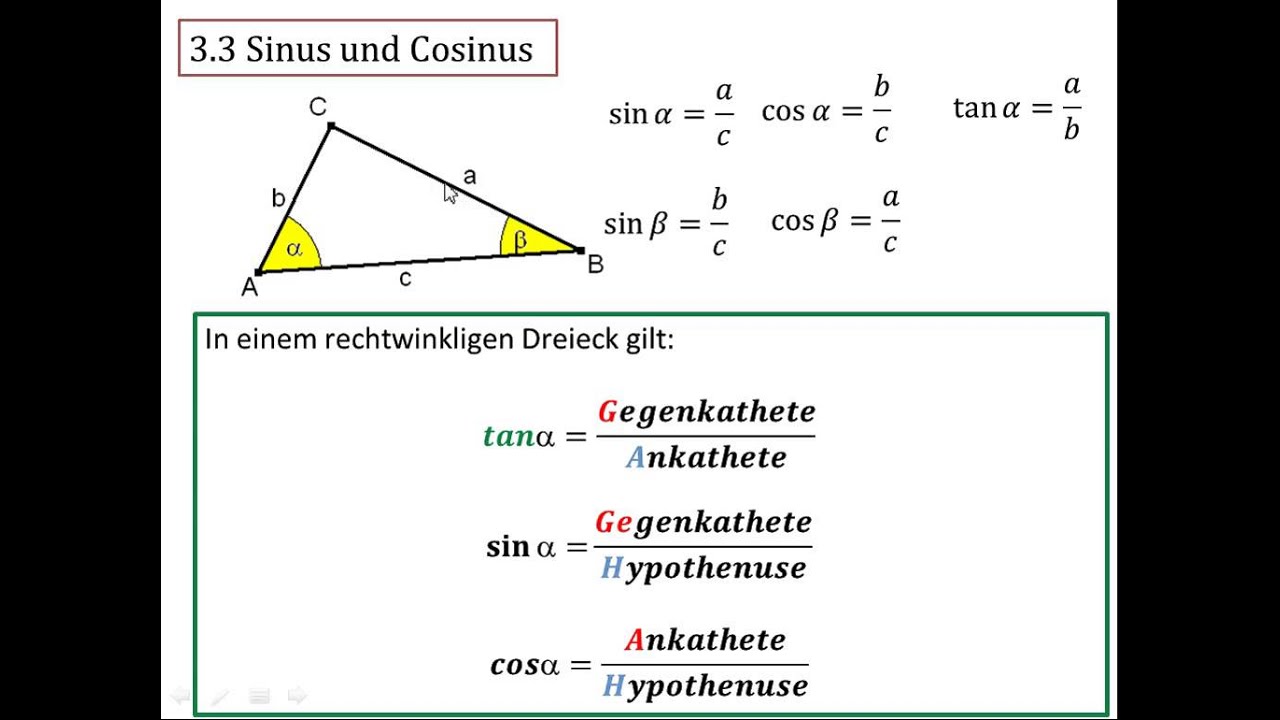 3.3 Sinus und Cosinus
sin α = a/c cos α = b/c tan α = a/b
C
b
a
α
β
A
c
B
sin β = b/c cos β = a/c
In einem rechtwinkligen Dreieck gilt:
tanα = Gegenkathete/Ankathete
sin α = Gegenkathete/Hypothenuse
cosα = Ankathete/Hypothenuse